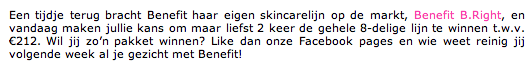 Een tijdje terug bracht Benefit haar eigen skincarelijn op de markt, Benefit B.Right, en
vandaag maken jullie kans om maar liefst 2 keer de gehele 8-delige lijn te winnen t.w.v.
€212. Wil jij zo'n pakket winnen? Like dan onze Facebook pages en wie weet reinig jij
volgende week al je gezicht met Benefit!